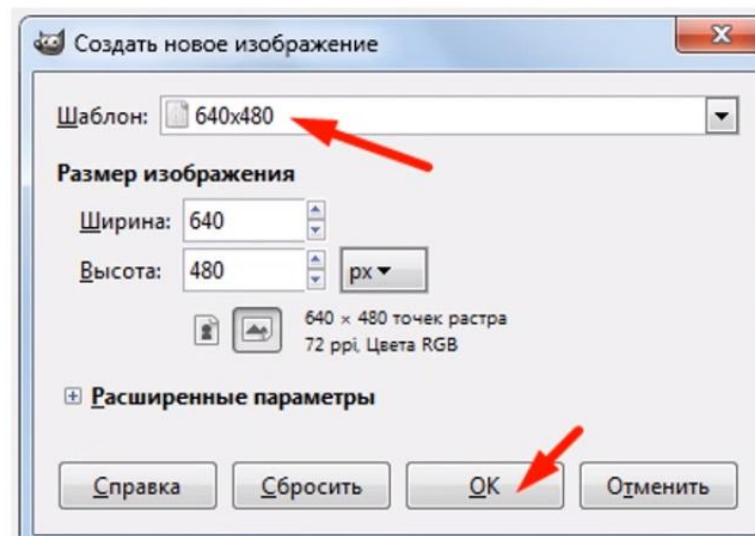 Создать новое изображение
Шаблон: 640x480
Размер изображения
Ширина: 640
Высота: 480 px
640 × 480 точек растра
72 ppi, Цвета RGB
Расширенные параметры
Справка Сбросить OK Отменить